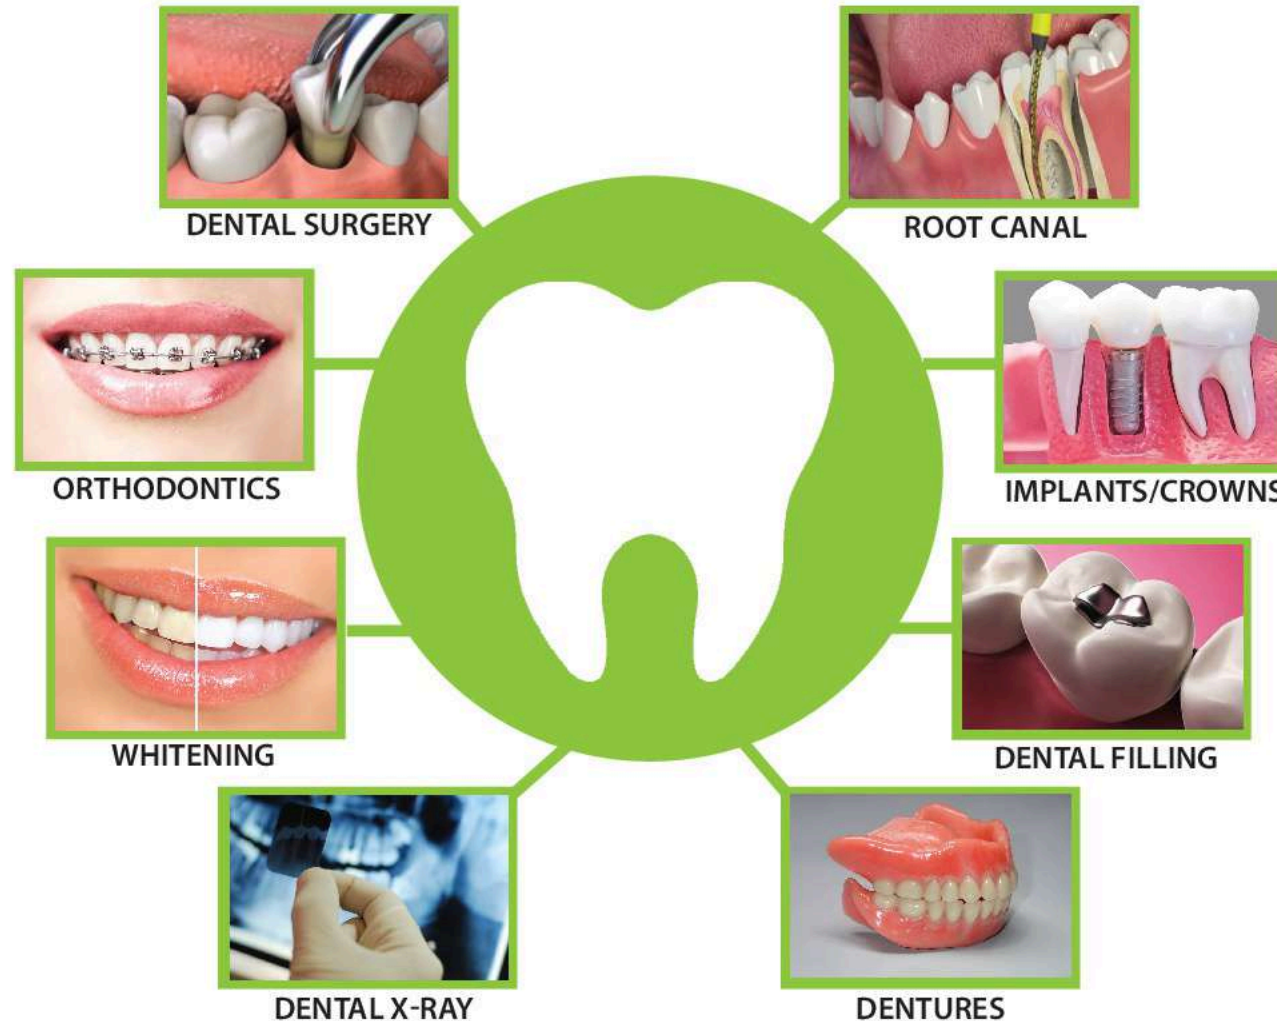 DENTAL SURGERY
ROOT CANAL
ORTHODONTICS
IMPLANTS/CROWNS
WHITENING
DENTAL FILLING
DENTAL X-RAY
DENTURES